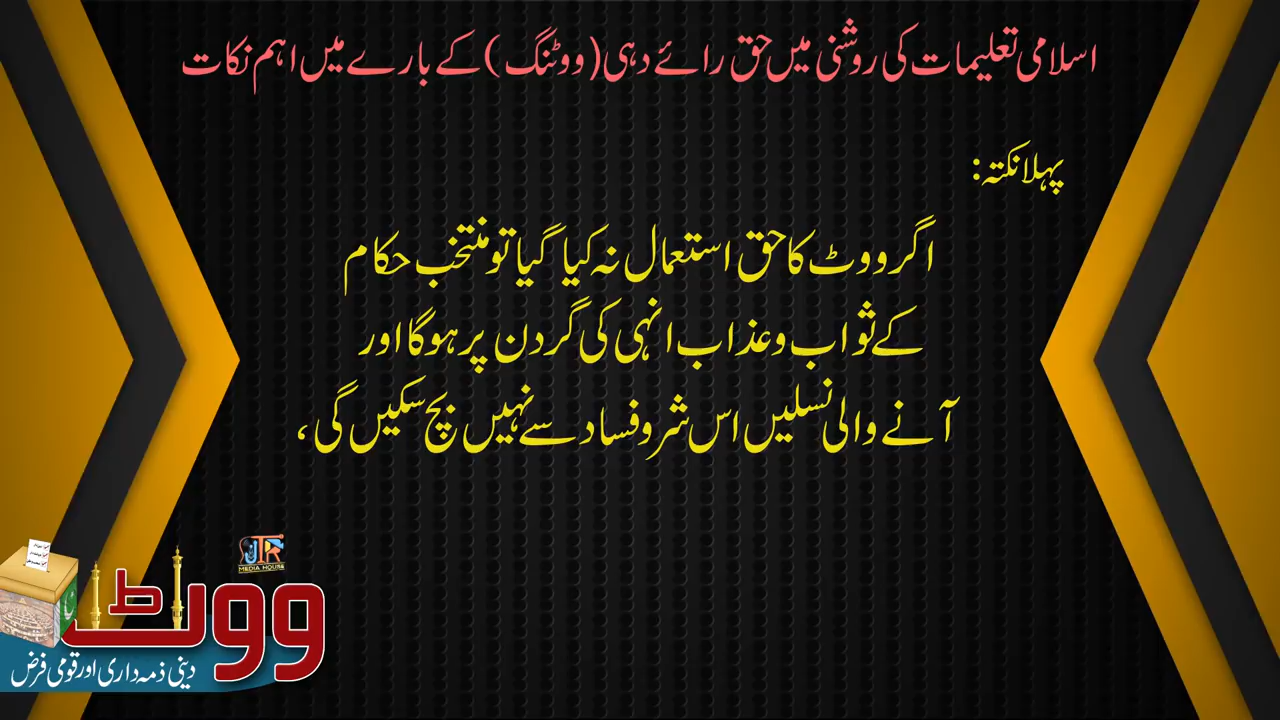 اسلامی تعلیمات کی روشنی میں حق رائے دہی (ووٹنگ) کے بارے میں اہم نکات
پہلا نکتہ:
اگر ووٹ کا حق استعمال نہ کیا گیا تو منتخب حکام
کے ثواب و عذاب انہی کی گردن پر ہوگا اور
آنے والی نسلیں اس شر و فساد سے نہیں بچ سکیں گی،
JTR
MEDIA HOUSE
ووٹ
دینی ذمہ داری اور قومی فرض